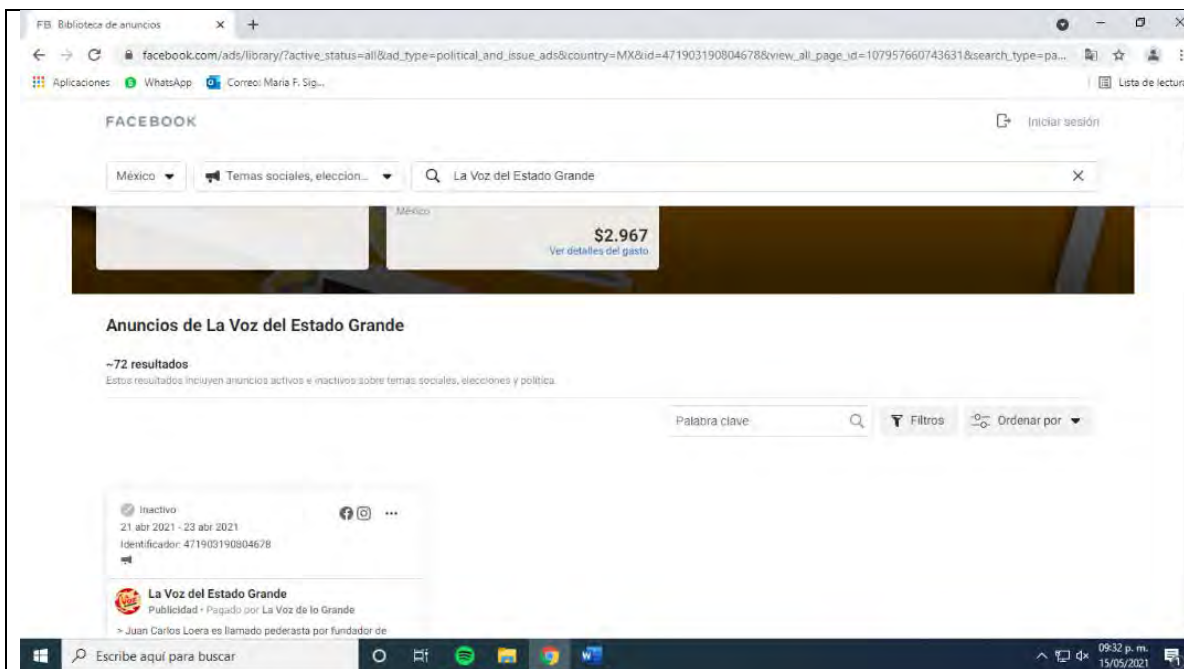 FB. Biblioteca de anuncios
facebook.com/ads/library/?active_status=all&ad_type=political_and_issue_ads&country=MX&id=471903190804678&view_all_page_id=107957660743631&search_type=pa...
Aplicaciones WhatsApp Correo: Maria F. Sig... Lista de lectura
FACEBOOK Iniciar sesión
México Temas sociales, eleccion... La Voz del Estado Grande
México
$2.967
Ver detalles del gasto
Anuncios de La Voz del Estado Grande
~72 resultados
Estos resultados incluyen anuncios activos e inactivos sobre temas sociales, elecciones y política.
Palabra clave Filtros Ordenar por
Inactivo
21 abr 2021 - 23 abr 2021
Identificador: 471903190804678
La Voz del Estado Grande
Publicidad • Pagado por La Voz de lo Grande
> Juan Carlos Loera es llamado pederasta por fundador de
Escribe aquí para buscar 09:32 p. m.
15/05/2021